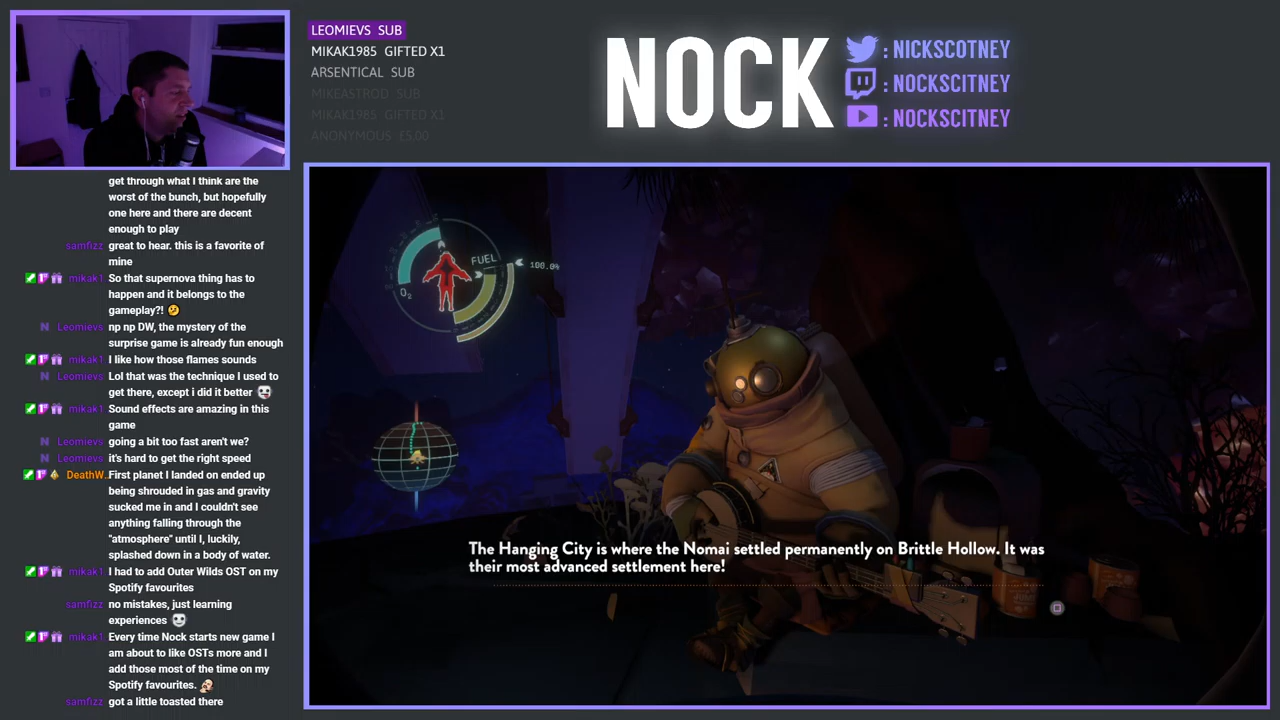 LEOMIEVS SUB
MIKAK1985 GIFTED X1
ARSENTICAL SUB
MIKEASTROD SUB
MIKAK1985 GIFTED X1
ANONYMOUS £5.00
NOCK
: NICKSCOTNEY
: NOCKSCITNEY
: NOCKSCITNEY
get through what I think are the
worst of the bunch, but hopefully
one here and there are decent
enough to play
samfizz great to hear. this is a favorite of
mine
mikak1 So that supernova thing has to
happen and it belongs to the
gameplay?!
Leomievs np np DW, the mystery of the
surprise game is already fun enough
mikak1 I like how those flames sounds
Leomievs Lol that was the technique I used to
get there, except i did it better
mikak1 Sound effects are amazing in this
game
Leomievs going a bit too fast aren't we?
Leomievs it's hard to get the right speed
DeathW.. First planet I landed on ended up
being shrouded in gas and gravity
sucked me in and I couldn't see
anything falling through the
"atmosphere" until I, luckily,
splashed down in a body of water.
mikak1 I had to add Outer Wilds OST on my
Spotify favourites
samfizz no mistakes, just learning
experiences
mikak1 Every time Nock starts new game I
am about to like OSTs more and I
add those most of the time on my
Spotify favourites.
samfizz got a little toasted there
FUEL
100.0%
O2
The Hanging City is where the Nomai settled permanently on Brittle Hollow. It was
their most advanced settlement here!